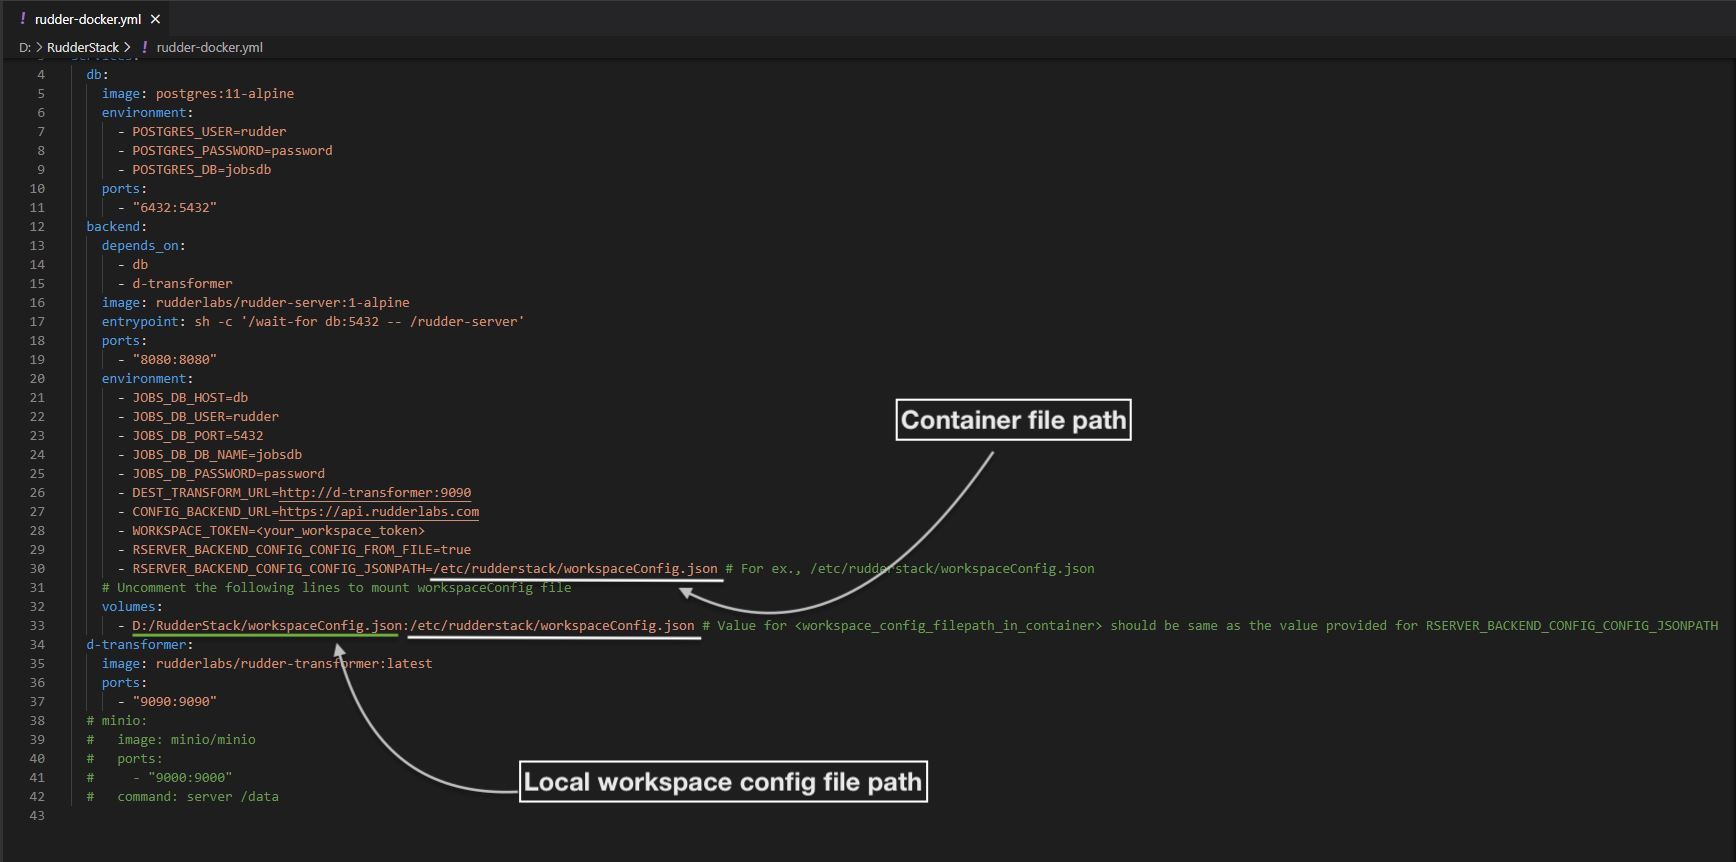 ! rudder-docker.yml ×
D: > RudderStack > ! rudder-docker.yml
3 services:
4 db:
5 image: postgres:11-alpine
6 environment:
7 - POSTGRES_USER=rudder
8 - POSTGRES_PASSWORD=password
9 - POSTGRES_DB=jobsdb
10 ports:
11 - "6432:5432"
12 backend:
13 depends_on:
14 - db
15 - d-transformer
16 image: rudderlabs/rudder-server:1-alpine
17 entrypoint: sh -c '/wait-for db:5432 -- /rudder-server'
18 ports:
19 - "8080:8080"
20 environment:
21 - JOBS_DB_HOST=db
22 - JOBS_DB_USER=rudder
23 - JOBS_DB_PORT=5432
24 - JOBS_DB_DB_NAME=jobsdb
25 - JOBS_DB_PASSWORD=password
26 - DEST_TRANSFORM_URL=http://d-transformer:9090
27 - CONFIG_BACKEND_URL=https://api.rudderlabs.com
28 - WORKSPACE_TOKEN=<your_workspace_token>
29 - RSERVER_BACKEND_CONFIG_CONFIG_FROM_FILE=true
30 - RSERVER_BACKEND_CONFIG_CONFIG_JSONPATH=/etc/rudderstack/workspaceConfig.json # For ex., /etc/rudderstack/workspaceConfig.json
31 # Uncomment the following lines to mount workspaceConfig file
32 volumes:
33 - D:/RudderStack/workspaceConfig.json:/etc/rudderstack/workspaceConfig.json # Value for <workspace_config_filepath_in_container> should be same as the value provided for RSERVER_BACKEND_CONFIG_CONFIG_JSONPATH
34 d-transformer:
35 image: rudderlabs/rudder-transformer:latest
36 ports:
37 - "9090:9090"
38 # minio:
39 # image: minio/minio
40 # ports:
41 # - "9000:9000"
42 # command: server /data
43
Container file path
Local workspace config file path